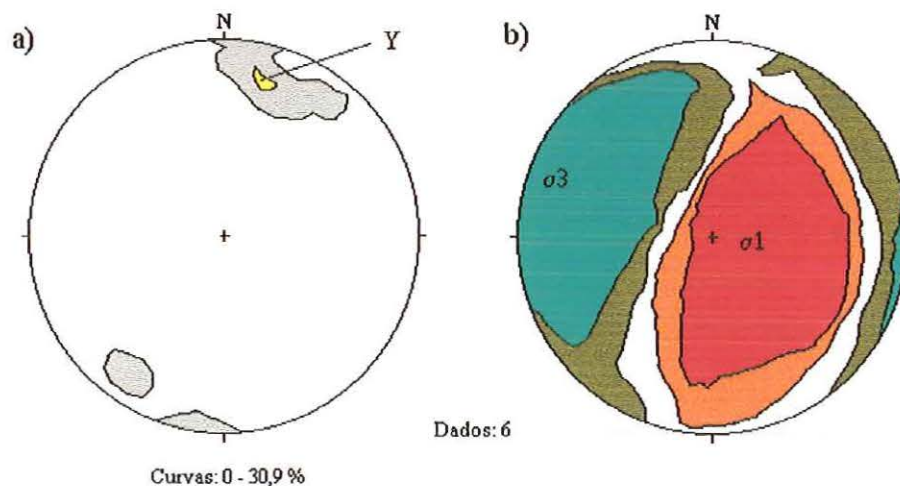 a)
N
Y
b)
N
σ3
σ1
Dados: 6
Curvas: 0 - 30,9 %